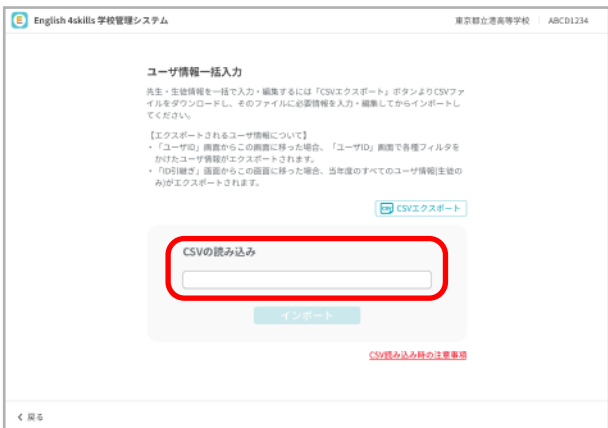 E English 4skills 学校管理システム 東京都立港高等学校 ABCD1234
ユーザ情報一括入力
先生・生徒情報を一括で入力・編集するには「CSVエクスポート」ボタンよりCSVファ
イルをダウンロードし、そのファイルに必要情報を入力・編集してからインポートし
てください。
【エクスポートされるユーザ情報について】
・「ユーザID」画面からこの画面に移った場合、「ユーザID」画面で各種フィルタを
かけたユーザ情報がエクスポートされます。
・「ID引継ぎ」画面からこの画面に移った場合、当年度のすべてのユーザ情報(生徒の
み)がエクスポートされます。
CSV CSVエクスポート
CSVの読み込み
インポート
CSV読み込み時の注意事項
< 戻る